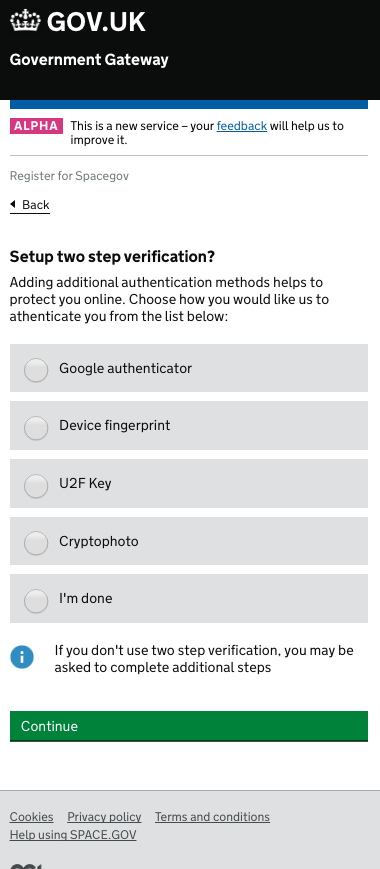 GOV.UK
Government Gateway
ALPHA This is a new service – your feedback will help us to
improve it.
Register for Spacegov
Back
Setup two step verification?
Adding additional authentication methods helps to
protect you online. Choose how you would like us to
athenticate you from the list below:
Google authenticator
Device fingerprint
U2F Key
Cryptophoto
I'm done
If you don't use two step verification, you may be
asked to complete additional steps
Continue
Cookies Privacy policy Terms and conditions
Help using SPACE.GOV